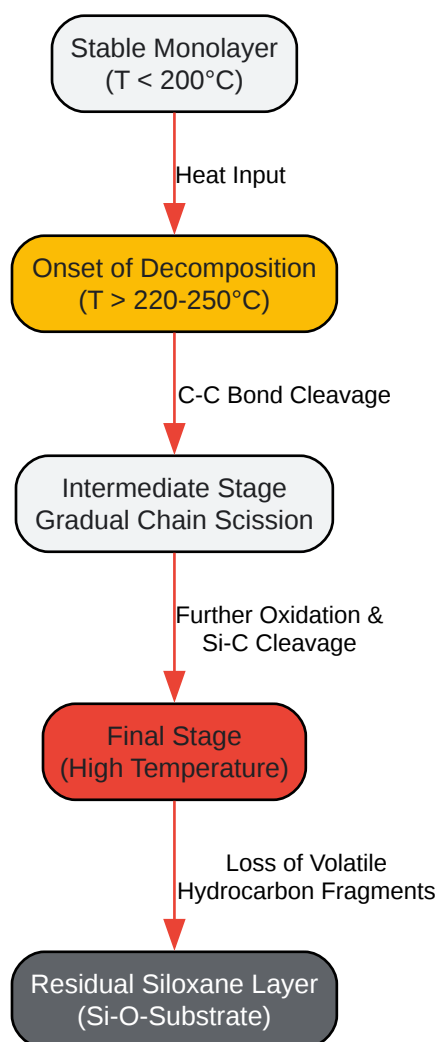 Stable Monolayer
(T < 200°C)
Heat Input
Onset of Decomposition
(T > 220-250°C)
C-C Bond Cleavage
Intermediate Stage
Gradual Chain Scission
Further Oxidation &
Si-C Cleavage
Final Stage
(High Temperature)
Loss of Volatile
Hydrocarbon Fragments
Residual Siloxane Layer
(Si-O-Substrate)